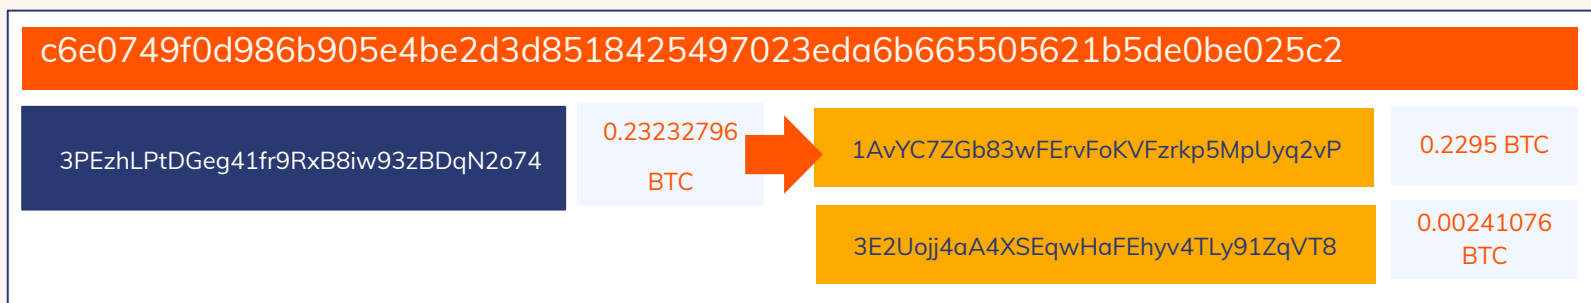 c6e0749f0d986b905e4be2d3d8518425497023eda6b665505621b5de0be025c2
3PEzhLPtDGeg41fr9RxB8iw93zBDqN2o74
0.23232796
BTC
1AvYC7ZGb83wFErvFoKVFzrkp5MpUyq2vP
0.2295 BTC
3E2Uojj4aA4XSEqwHaFEhyv4TLy91ZqVT8
0.00241076
BTC